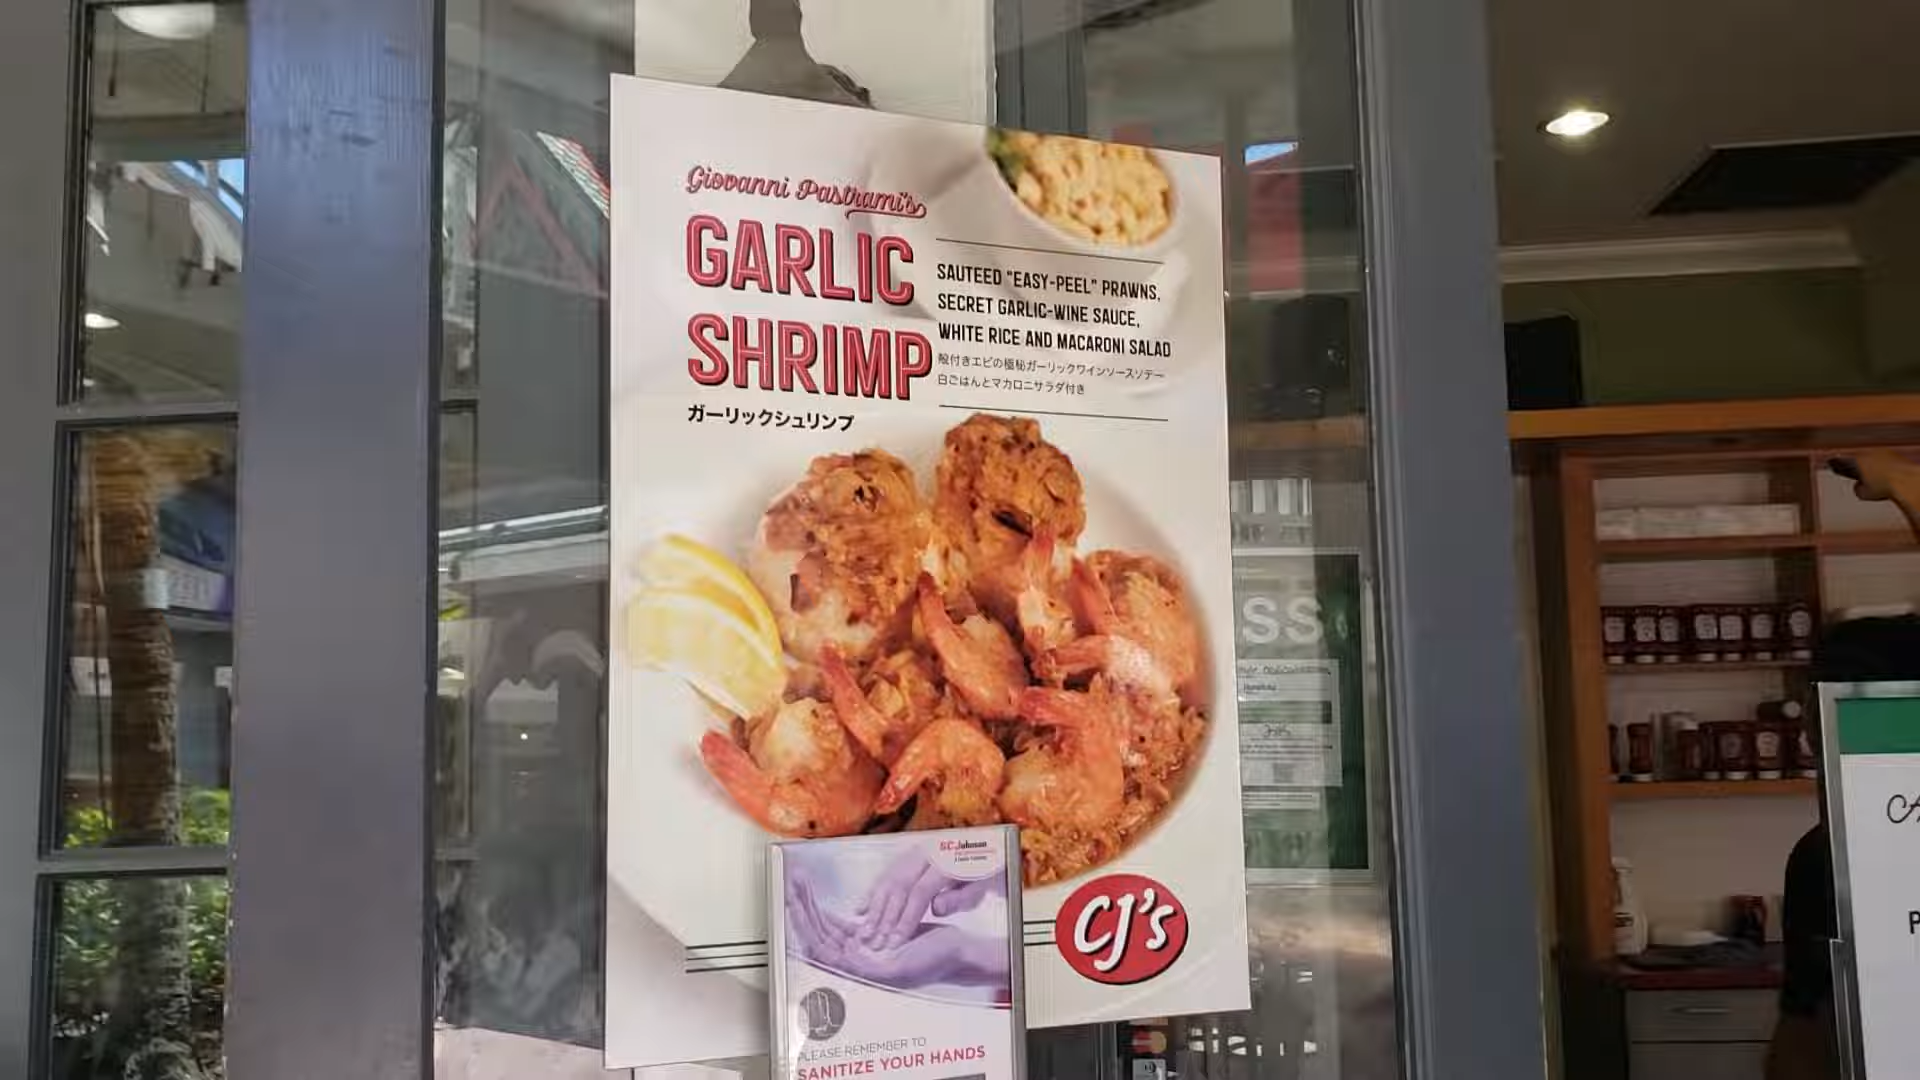 Giovanni Pastrami's
GARLIC
SHRIMP
ガーリックシュリンプ
SAUTEED "EASY-PEEL" PRAWNS,
SECRET GARLIC-WINE SAUCE,
WHITE RICE AND MACARONI SALAD
殻付きエビの極秘ガーリックワインソースソテー
白ごはんとマカロニサラダ付き
CJ's
SC Johnson
PLEASE REMEMBER TO
SANITIZE YOUR HANDS
SS